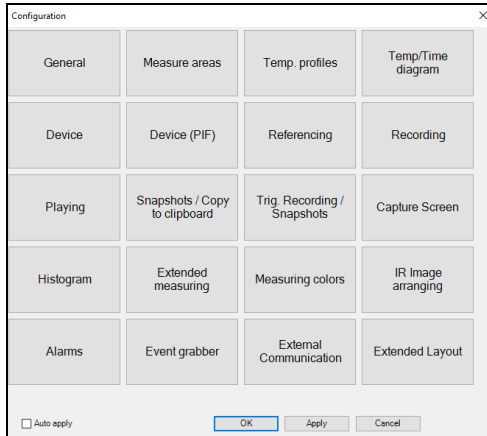 Configuration
General
Measure areas
Temp. profiles
Temp/Time
diagram
Device
Device (PIF)
Referencing
Recording
Playing
Snapshots / Copy
to clipboard
Trig. Recording /
Snapshots
Capture Screen
Histogram
Extended
measuring
Measuring colors
IR Image
arranging
Alarms
Event grabber
External
Communication
Extended Layout
Auto apply
OK
Apply
Cancel